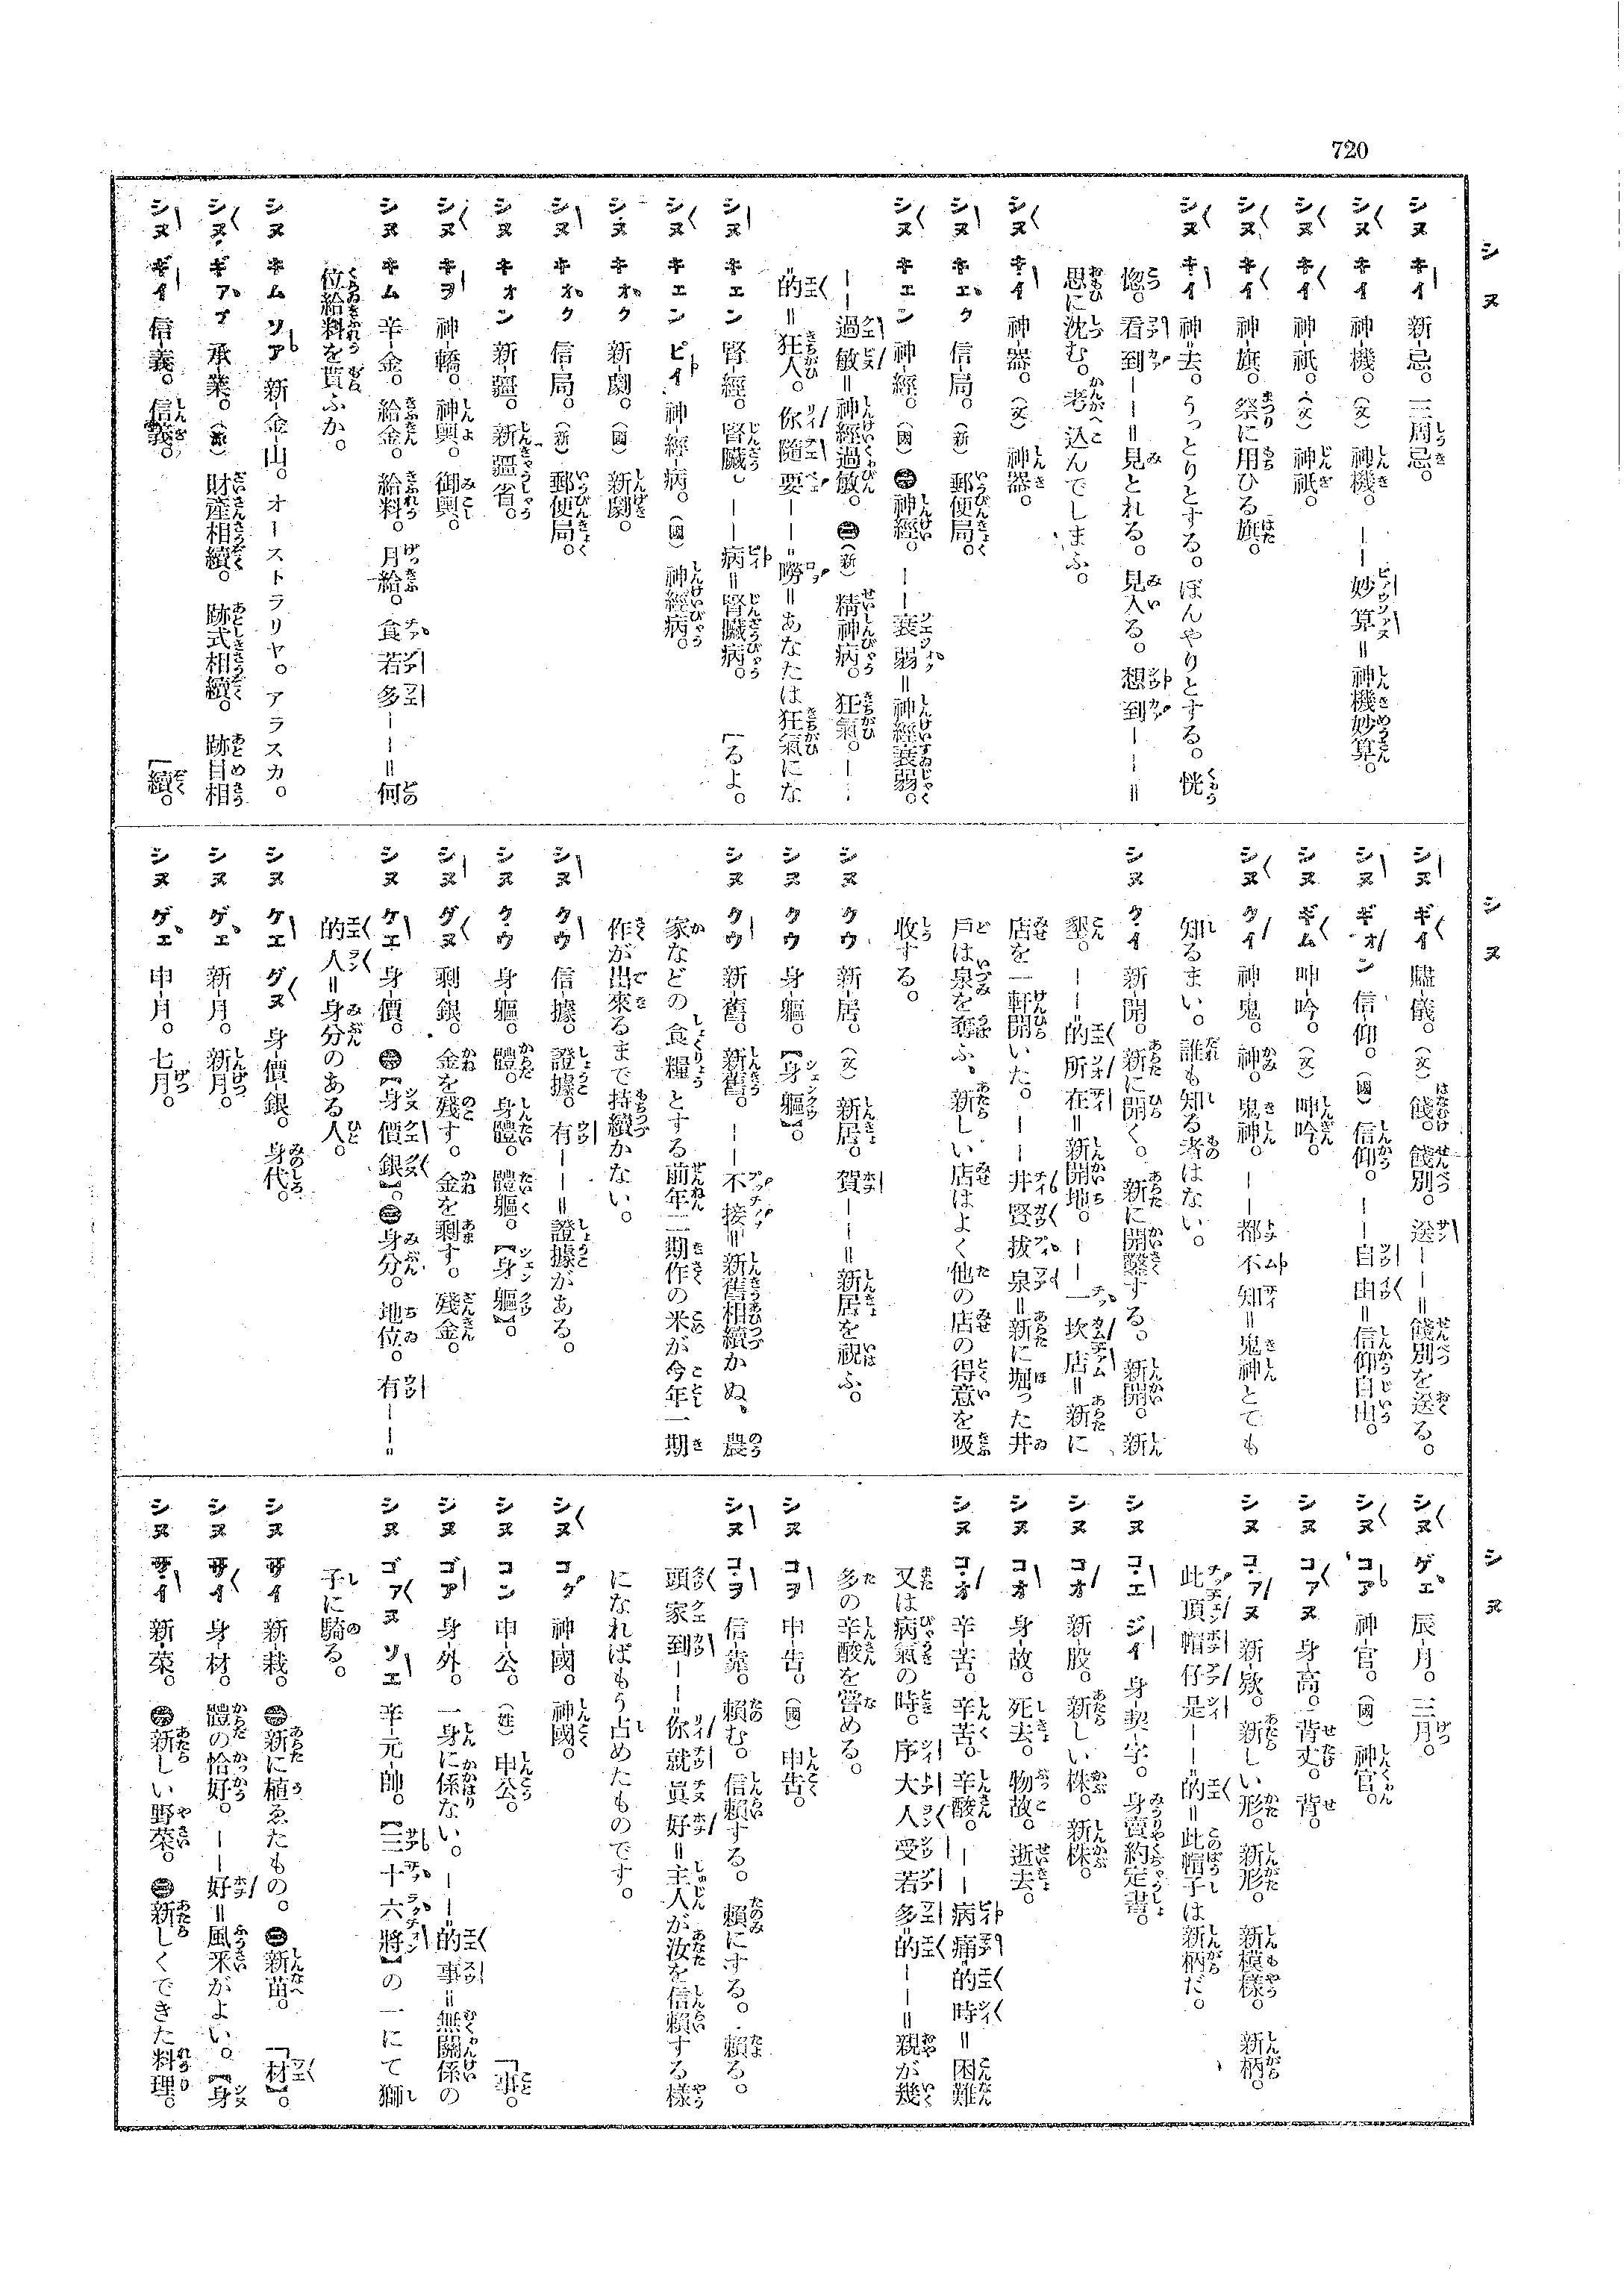 720
シヌ
シヌ キイ 新-忌。三周忌。
シヌ キイ 神-機。(文) 神機。――妙算=神機妙算。
シヌ キイ 神-祇。(文) 神祇。
シヌ キイ 神-旗。祭に用ひる旗。
シヌ キイ 神-去。うつとりとする。ぼんやりとする。恍
惚。看到――=見とれる。見入る。想到――=
思に沈む。考込んでしまふ。
シヌ キイ 神-器。(文) 神器。
シヌ キエク 信-局。(新) 郵便局。
シヌ キエン 神-經。(國) ㊀神經。――衰弱=神經衰弱。
――過敏=神經過敏。㊁(新)精神病。狂氣。――
的=狂人。你隨要――嘮=あなたは狂氣にな
シヌ キエン 腎-經。腎臟。――病=腎臟病。 「るよ。
シヌ キエン ピイ 神-經-病。(國) 神經病。
シヌ キオク 新-劇。(國) 新劇。
シヌ キオク 信-局。(新) 郵便局。
シヌ キオン 新-疆。新疆省。
シヌ キヲ 神-轎。神輿。御輿。
シヌ キム 辛-金。給金。給料。月給。食若多――=何
位給料を貰ふか。
シヌ キム ソア 新-金-山。オーストラリヤ。アラスカ。
シヌ ギアプ 承-業。(新) 財產相續。跡式相續。跡目相
シヌ ギイ 信-義。信義。 「續。
シヌ
シヌ ギイ 贐-儀。(文) 餞。餞別。送――=餞別を送る。
シヌ ギオン 信-仰。(國) 信仰。――自由=信仰自由。
シヌ ギム 呻-吟。(文) 呻吟。
シヌ クイ 神-鬼。神。鬼神。――都不知=鬼神とても
知るまい。誰も知る者はない。
シヌ クイ 新-開。新に開く。新に開鑿する。新開。新
墾。――的所在=新開地。――一坎店=新に
店を一軒開いた。――井賢拔泉=新に堀つた井
戶は泉を奪ふ、新しい店はよく他の店の得意を吸
收する。
シヌ クウ 新-居。(文) 新居。賀――=新居を祝ふ。
シヌ クウ 身-軀。【身軀】。
シヌ クウ 新-舊。新舊。――不接=新舊相續かぬ、農
家などの食糧とする前年二期作の米が今年一期
作が出來るまで持續かない。
シヌ クウ 信-據。證據。有――=證據がある。
シヌ クウ 身-軀。體。身體。體軀。【身軀】。
シヌ グヌ 剩-銀。金を殘す。金を剩す。殘金。
シヌ ケエ 身-價。㊀【身價銀】。㊁身分。地位。有――
的人=身分のある人。
シヌ ケエ グヌ 身-價-銀。身代。
シヌ ゲエ 新-月。新月。
シヌ ゲエ 申-月。七月。
シヌ
シヌ ゲエ 辰-月。三月。
シヌ コア 神-官。(國) 神官。
シヌ コアヌ 身-高。背丈。背。
シヌ コアヌ 新-欵。新しい形。新形。新模樣。新柄。
此頂帽仔是――的=此帽子は新柄だ。
シヌ コエ ジイ 身-契-字。身賣約定書。
シヌ コオ 新-股。新しい株。新株。
シヌ コオ 身-故。死去。物故。逝去。
シヌ コオ 辛-苦。辛苦。辛酸。――病痛的時=困難
又は病氣の時。序大人受若多的――=親が幾
多の辛酸を嘗める。
シヌ コヲ 申-吿。(國) 申吿。
シヌ コヲ 信-靠。賴む。信賴する。賴にする。賴る。
頭家到――你就眞好=主人が汝を信賴する樣
になればもう占めたものです。
シヌ コク 神-國。神國。
シヌ コン 申-公。(姓) 申公。 「事。
シヌ ゴア 身-外。一身に係ない。――的事=無關係の
シヌ ゴアヌ ソエ 辛-元-帥。【三十六將】の一にて獅
子に騎る。
シヌ サイ 新-栽。㊀新に植ゑたもの。㊁新苗。 「材】。
シヌ サイ 身-材。體の恰好。――好=風采がよい。【身
シヌ サイ 新-菜。㊀新しい野菜。㊁新しくできた料理。